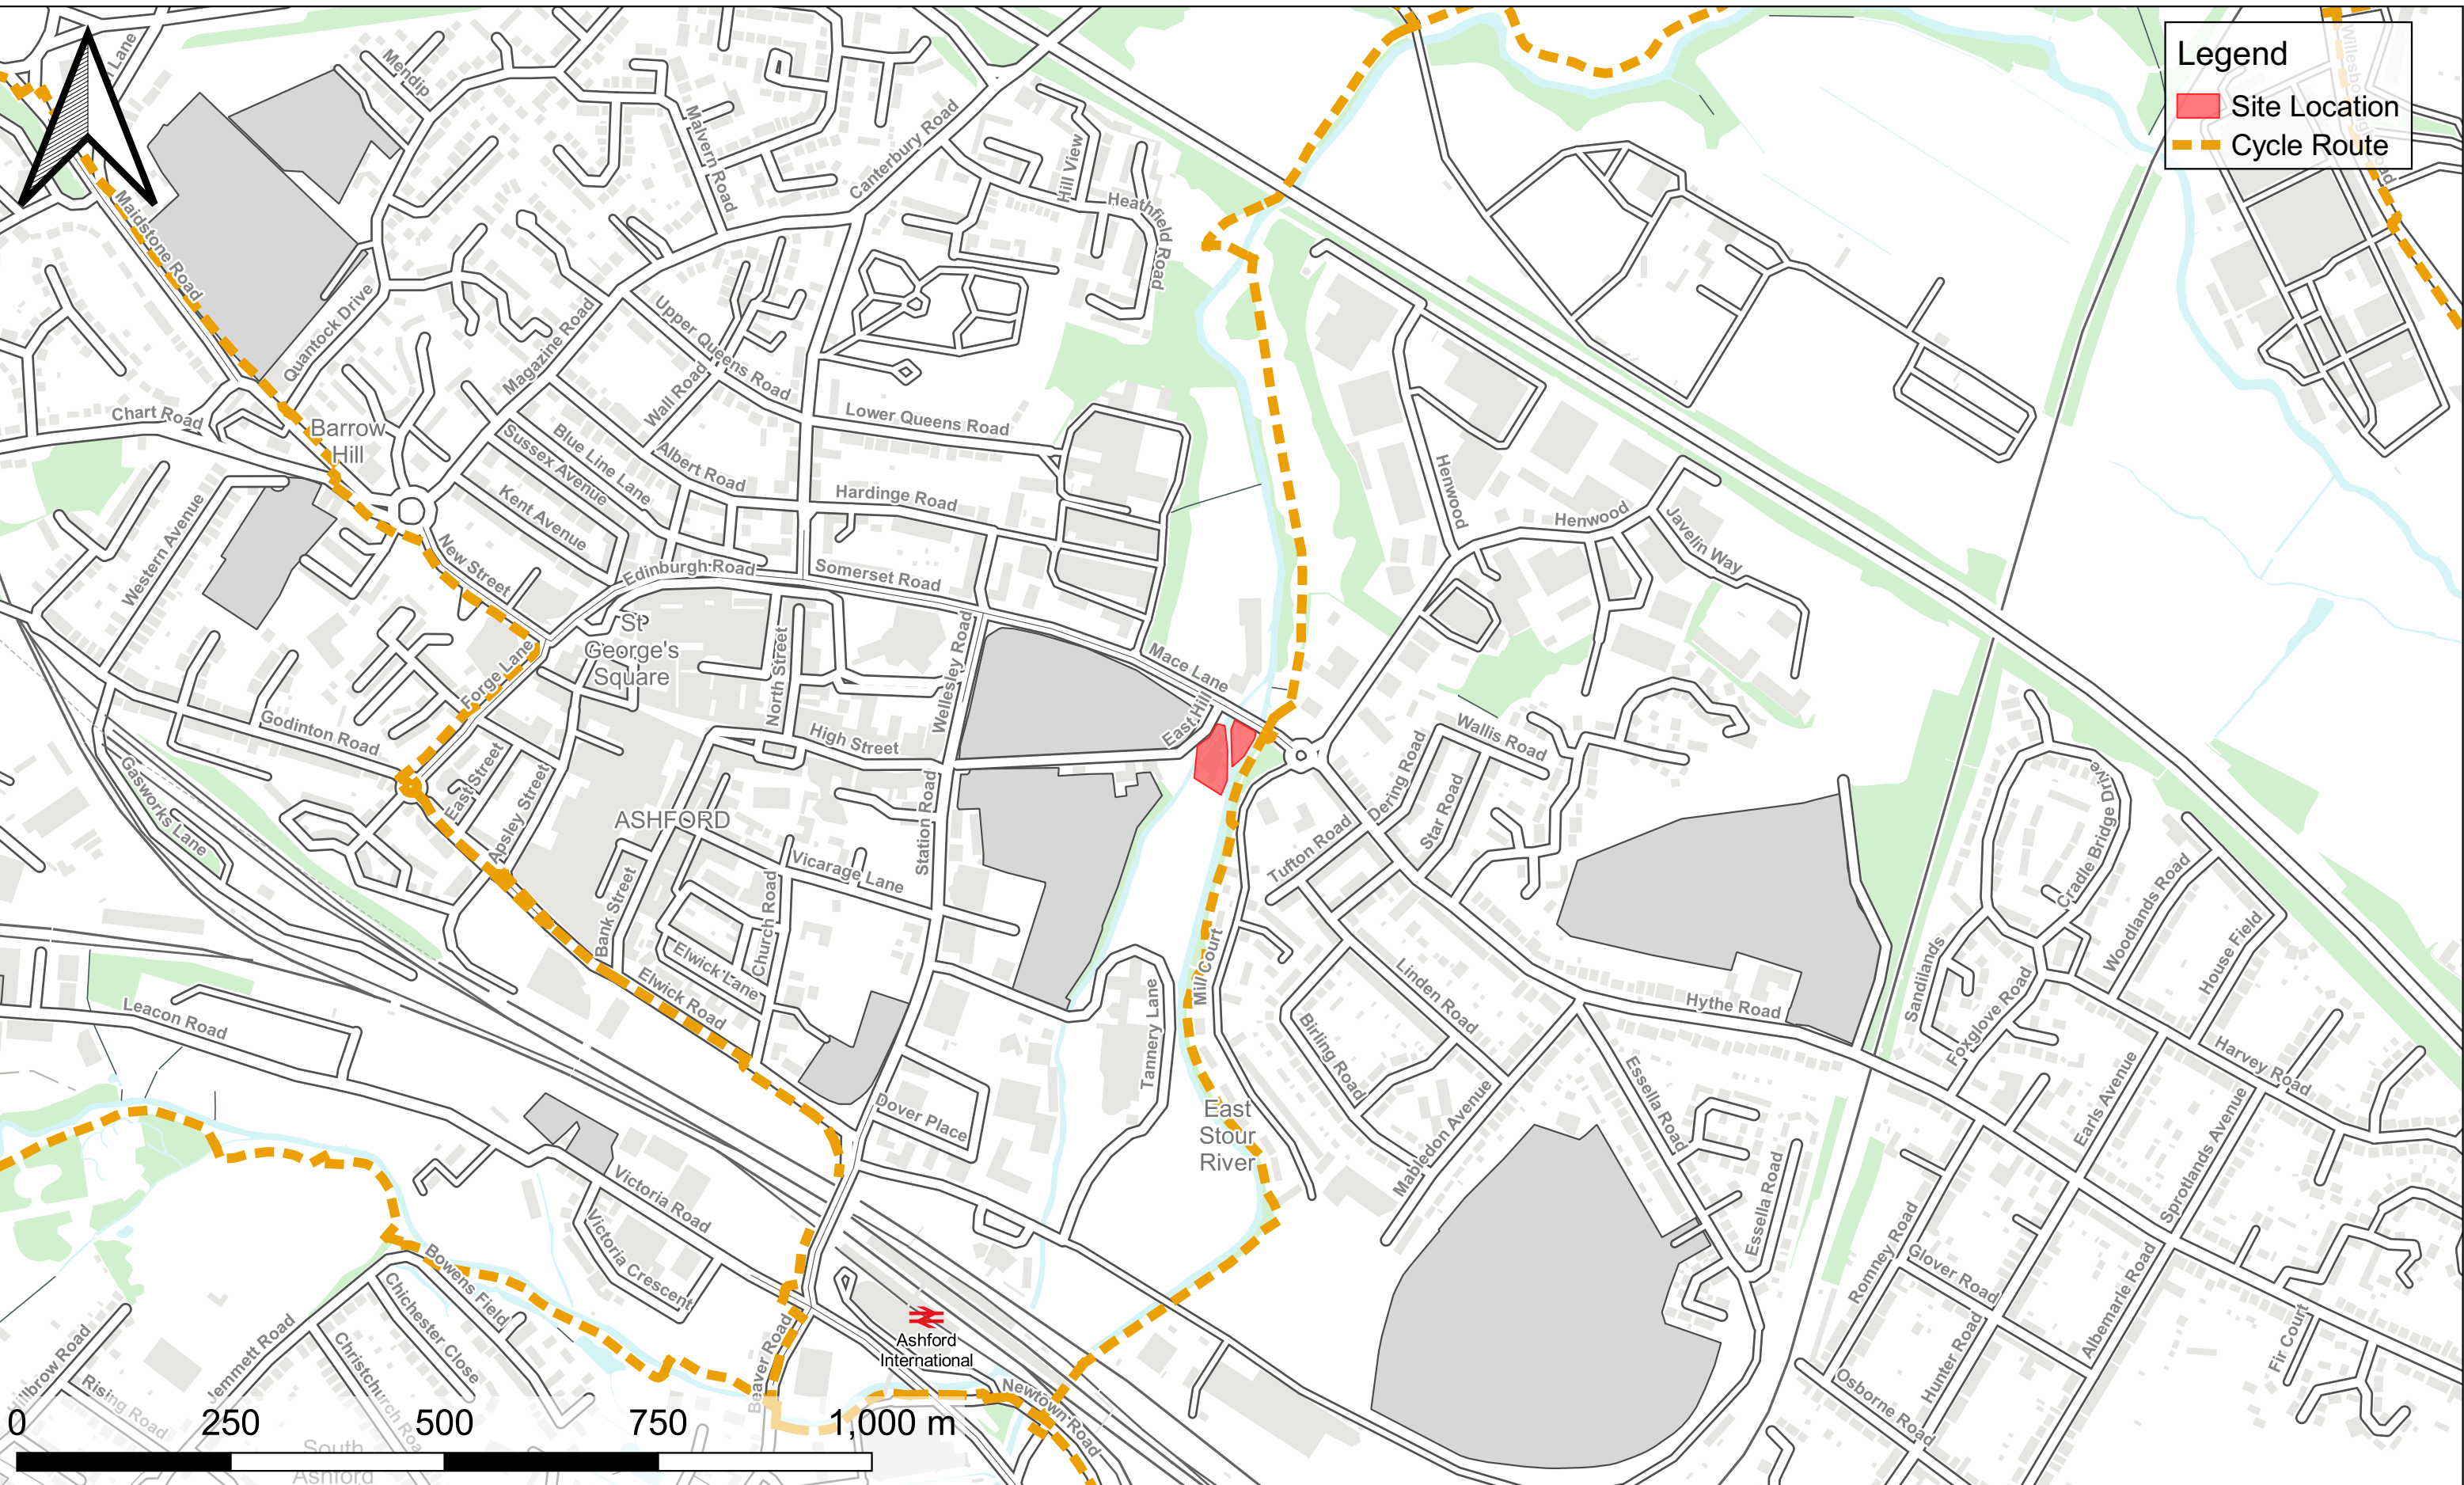 Legend
Site Location
Cycle Route
Lane
Mendip
Malvern Road
Canterbury Road
Hill View
Heathfield Road
Maidstone Road
Quantock Drive
Magazine Road
Upper Queens Road
Wall Road
Chart Road
Barrow
Hill
Lower Queens Road
Sussex Avenue
Blue Line Lane
Albert Road
Hardinge Road
Kent Avenue
Western Avenue
New Street
Edinburgh Road
Somerset Road
Henwood
Henwood
Javelin Way
St
George's
Square
North Street
Wellesley Road
Mace Lane
East Hill
Forge Lane
Godinton Road
High Street
Wallis Road
Dering Road
Star Road
Tufton Road
Gasworks Lane
East Street
Apsley Street
ASHFORD
Station Road
Vicarage Lane
Bank Street
Church Road
Elwick Lane
Elwick Road
Mill Court
Tannery Lane
Linden Road
Birling Road
Hythe Road
Cradle Bridge Drive
Woodlands Road
House Field
Sandilands
Foxglove Road
Harvey Road
Leacon Road
Dover Place
East
Stour
River
Mabledon Avenue
Essella Road
Essella Road
Earls Avenue
Sprotlands Avenue
Victoria Road
Victoria Crescent
Bowens Field
Chichester Close
Jemmett Road
Christchurch Roa
Rising Road
illbrow Road
Beaver Road
Ashford
International
Newtown Road
Romney Road
Glover Road
Hunter Road
Albemarle Road
Osborne Road
Fir Court
South
Ashford
0 250 500 750 1,000 m